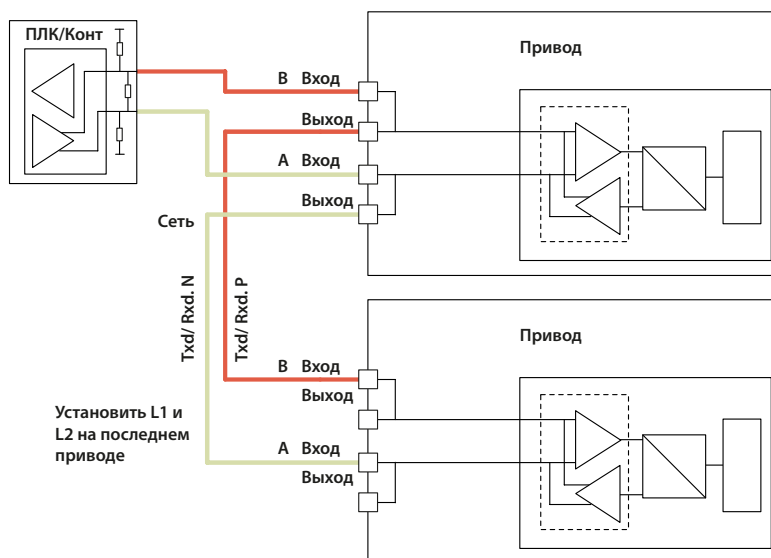 ПЛК/Конт
Привод
B Вход
Выход
A Вход
Выход
Сеть
Txd/ Rxd. N
Txd/ Rxd. P
Привод
B Вход
Выход
Установить L1 и
L2 на последнем
приводе
A Вход
Выход